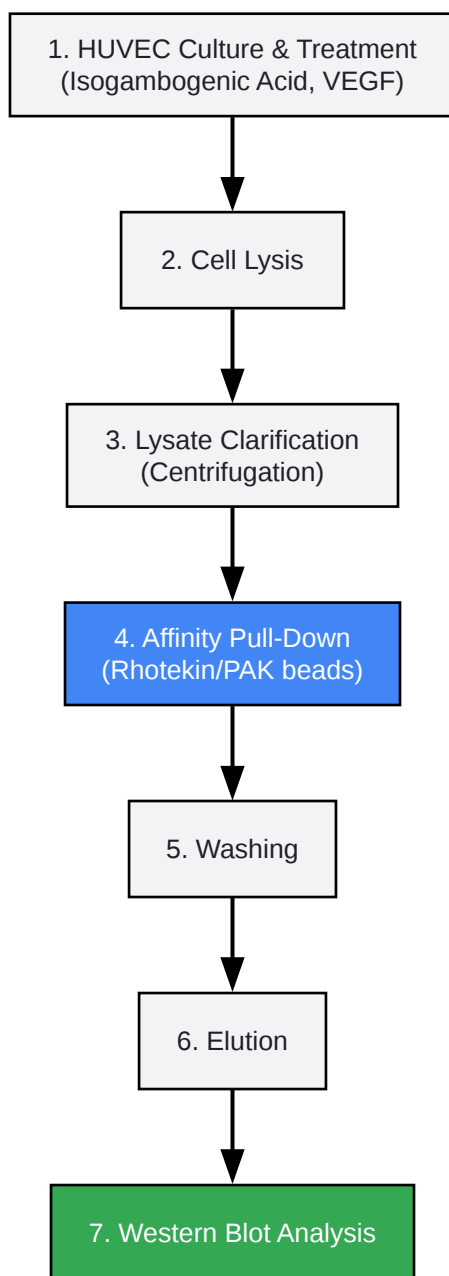 1. HUVEC Culture & Treatment
(Isogambogenic Acid, VEGF)
2. Cell Lysis
3. Lysate Clarification
(Centrifugation)
4. Affinity Pull-Down
(Rhotekin/PAK beads)
5. Washing
6. Elution
7. Western Blot Analysis